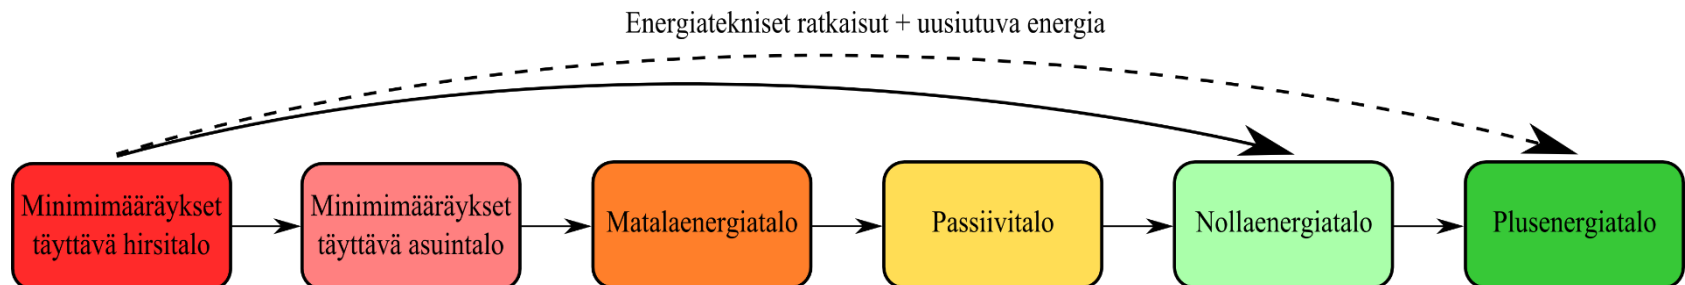 Energiatekniset ratkaisut + uusiutuva energia
Minimimääräykset
täyttävä hirsitalo
Minimimääräykset
täyttävä asuintalo
Matalaenergiatalo
Passiivitalo
Nollaenergiatalo
Plusenergiatalo